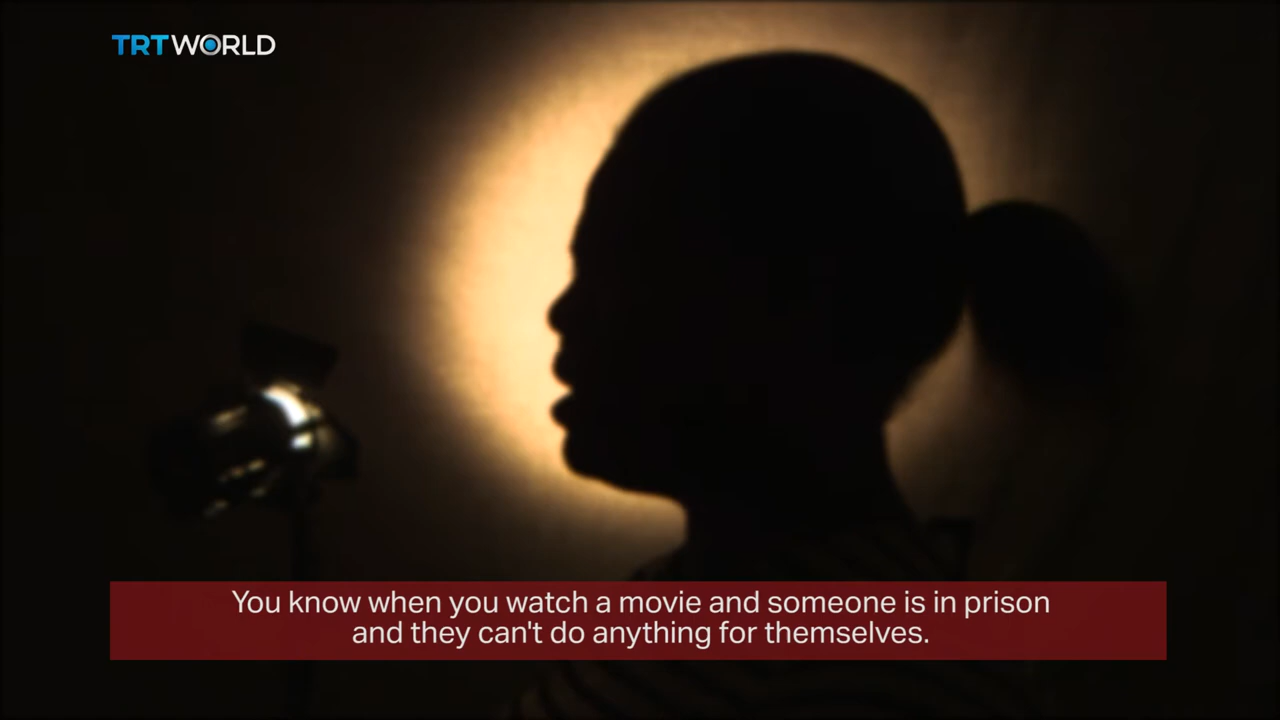 TRTWORLD
You know when you watch a movie and someone is in prison
and they can't do anything for themselves.